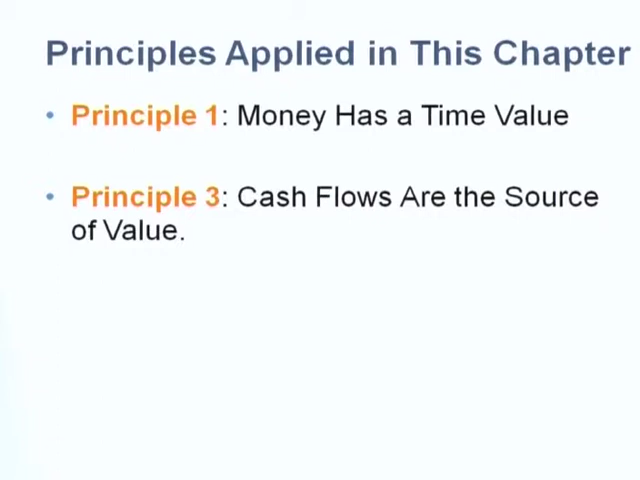 Principles Applied in This Chapter
• Principle 1: Money Has a Time Value
• Principle 3: Cash Flows Are the Source
of Value.